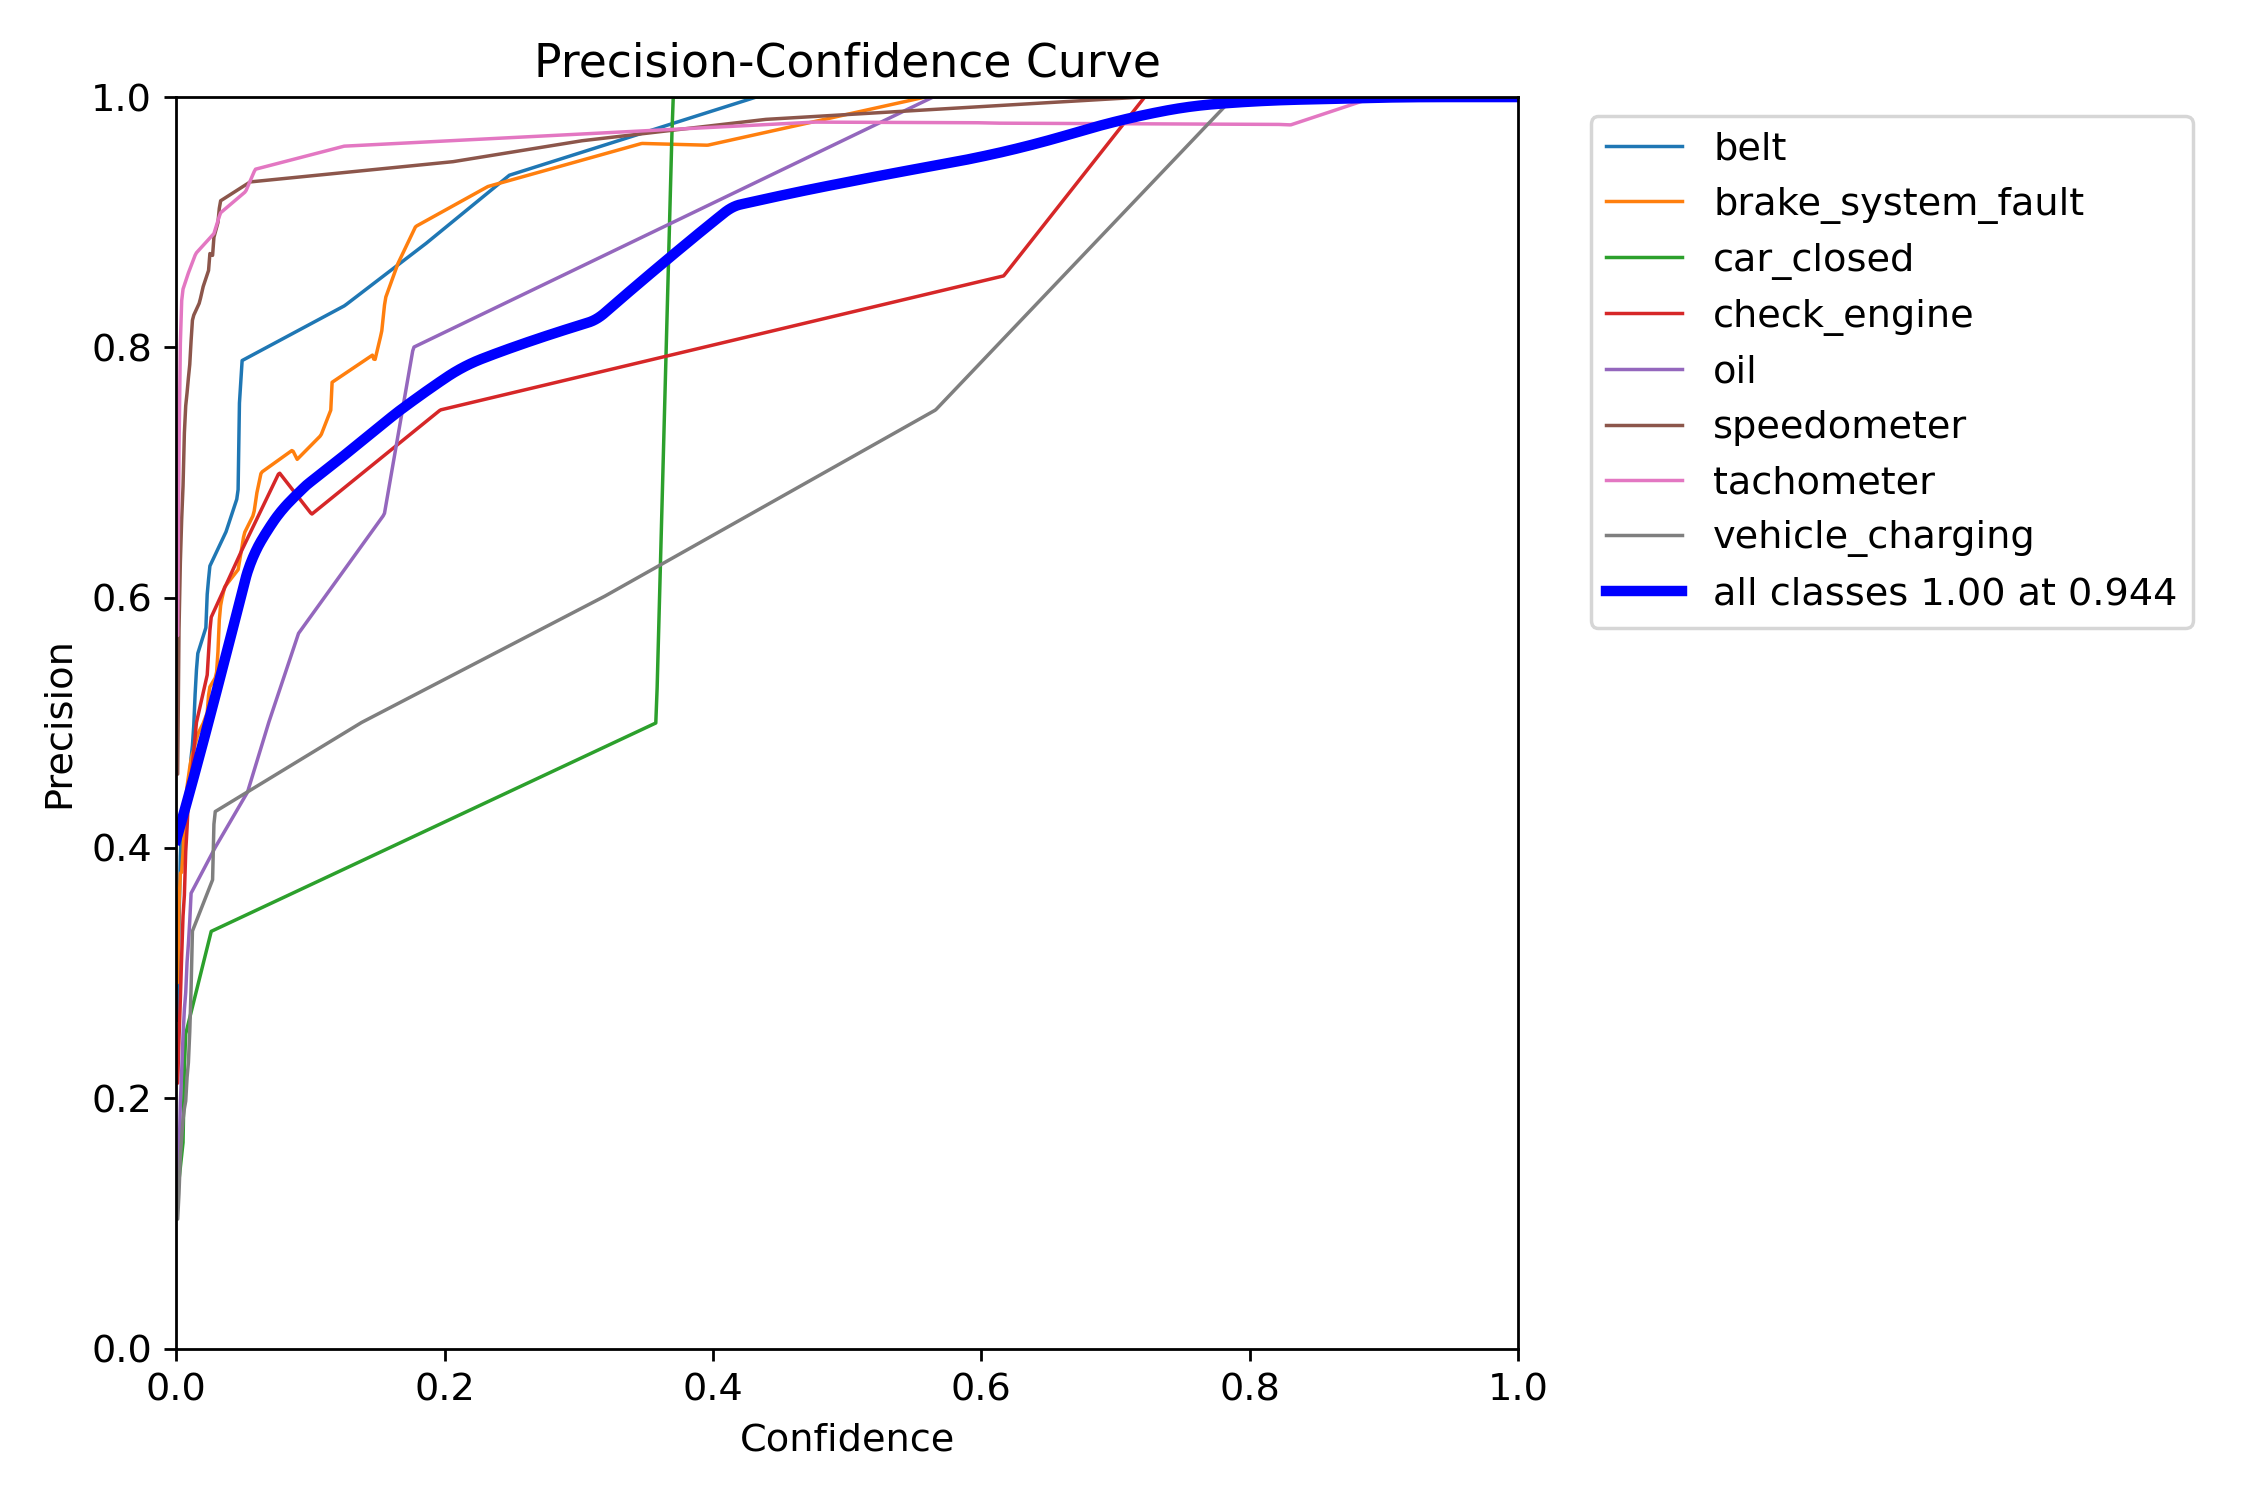 Precision-Confidence Curve
1.0
0.8
0.6
0.4
0.2
0.0
Precision
0.0 0.2 0.4 0.6 0.8 1.0
Confidence
belt
brake_system_fault
car_closed
check_engine
oil
speedometer
tachometer
vehicle_charging
all classes 1.00 at 0.944